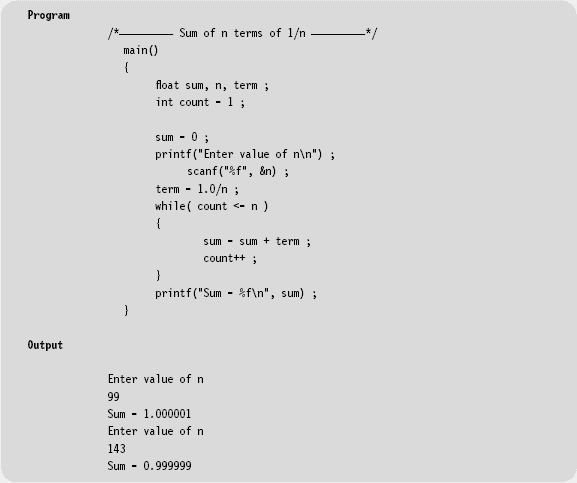 Program
/*———— Sum of n terms of 1/n ————*/
main()
{
float sum, n, term ;
int count = 1 ;
sum = 0 ;
printf("Enter value of n\n") ;
scanf("%f", &n) ;
term = 1.0/n ;
while( count <= n )
{
sum = sum + term ;
count++ ;
}
printf("Sum = %f\n", sum) ;
}
Output
Enter value of n
99
Sum = 1.000001
Enter value of n
143
Sum = 0.999999